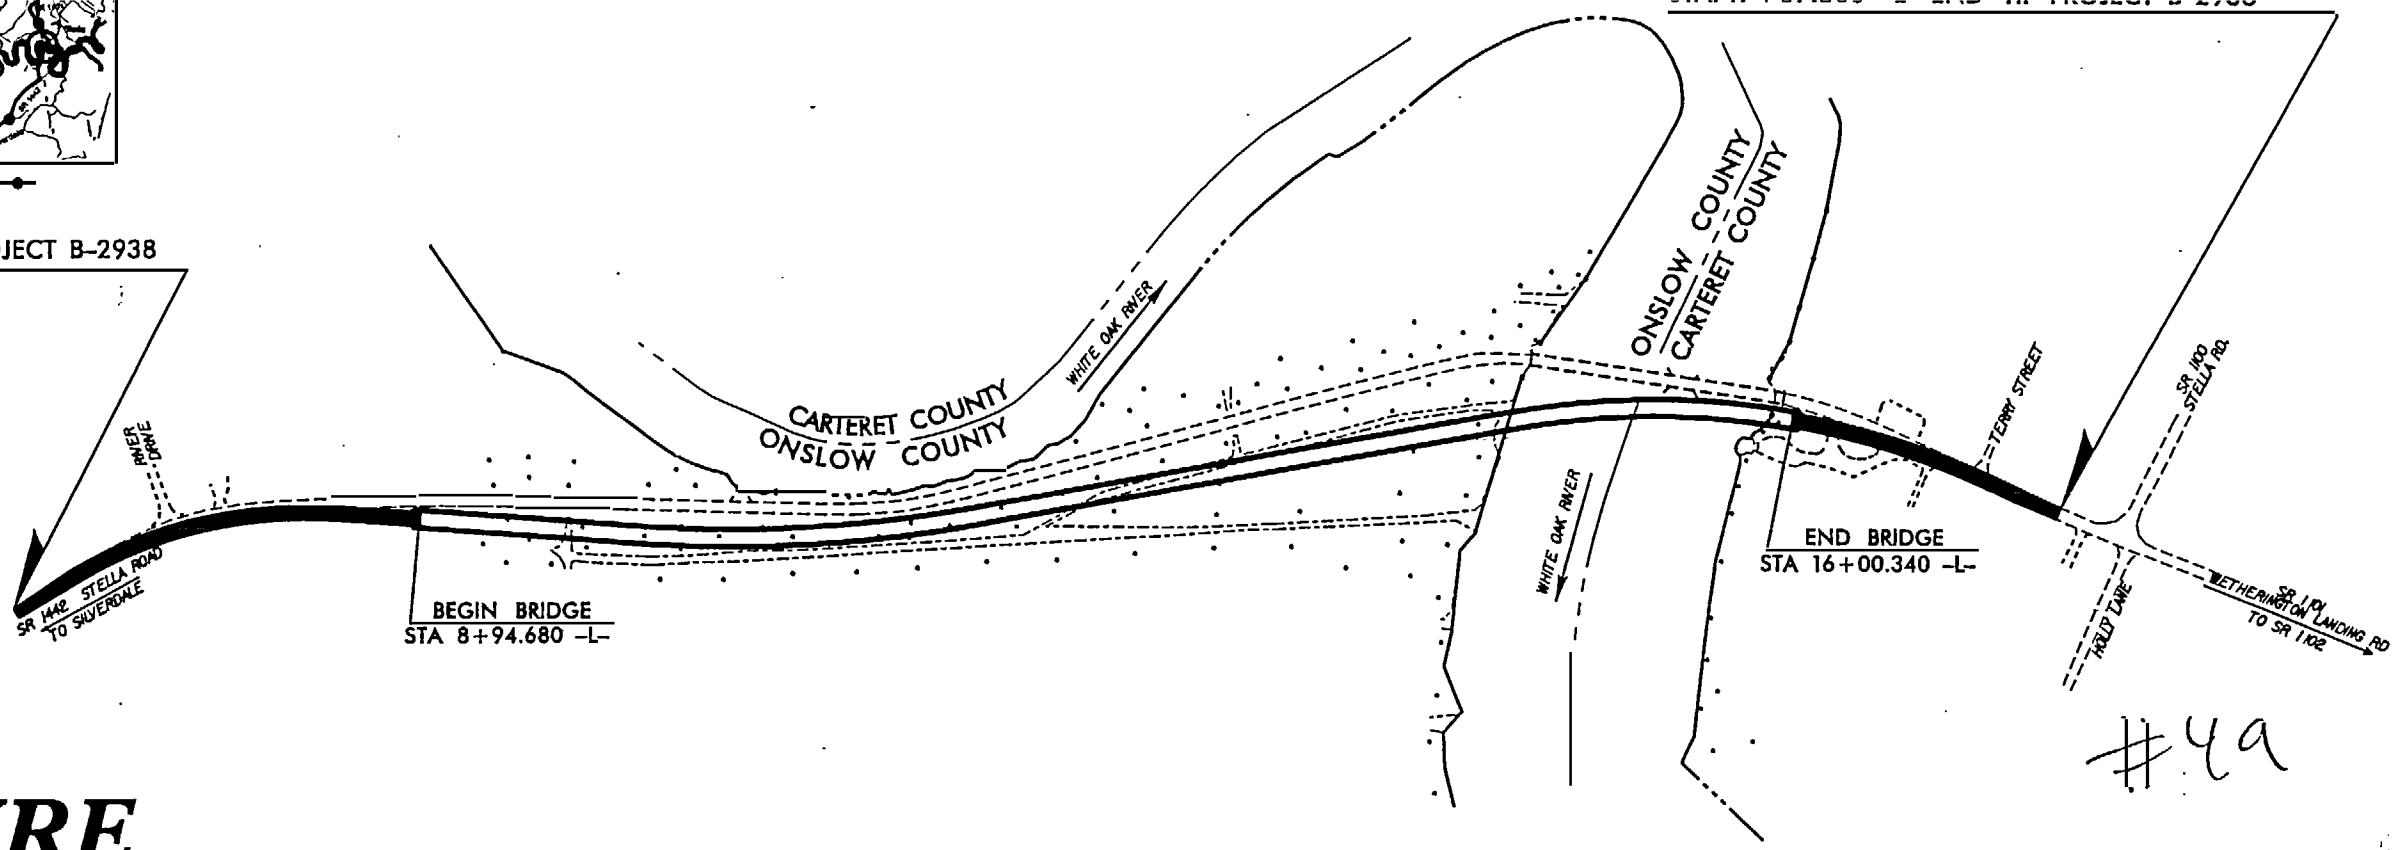 JECT B-2938
RIVER
DRIVE
SR 1442 STELLA ROAD
TO SILVERDALE
BEGIN BRIDGE
STA 8+94.680 -L-
CARTERET COUNTY
ONSLOW COUNTY
WHITE OAK RIVER
ONSLOW COUNTY
CARTERET COUNTY
WHITE OAK RIVER
END BRIDGE
STA 16+00.340 -L-
TERRY STREET
SR 1100
STELLA RD.
HOLLY LANE
SR 1101
WETHERINGTON LANDING RD
TO SR 1102
#4a
RE